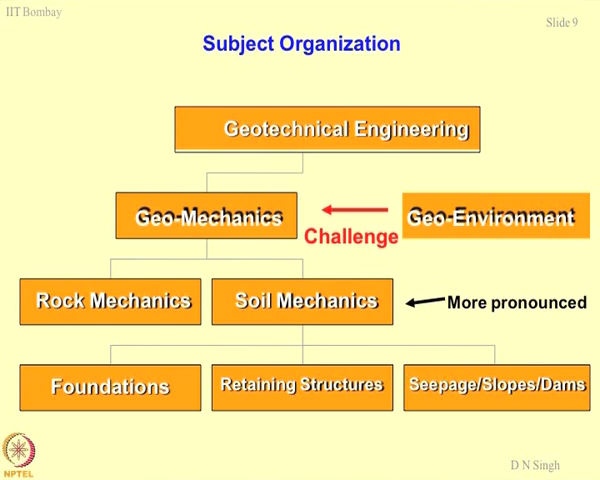 IIT Bombay
Slide 9
Subject Organization
Geotechnical Engineering
Geo-Mechanics
Geo-Environment
Challenge
Rock Mechanics
Soil Mechanics
More pronounced
Foundations
Retaining Structures
Seepage/Slopes/Dams
NPTEL
D N Singh